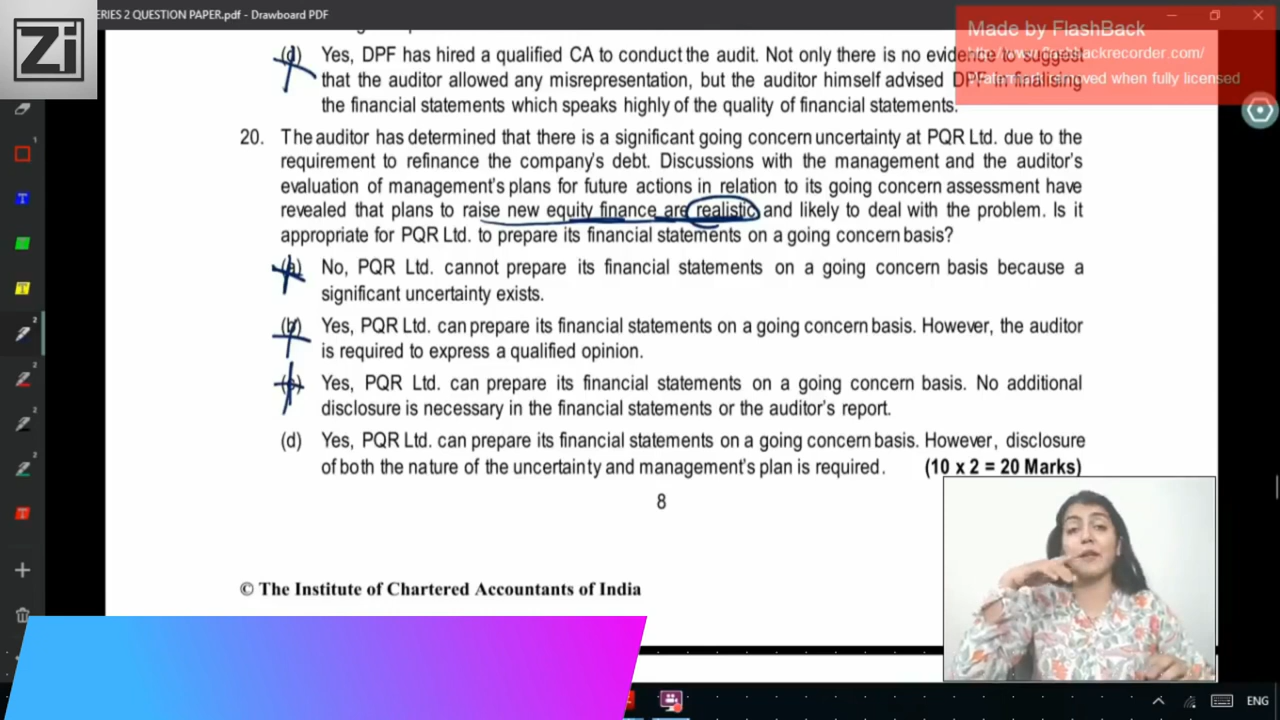 ERIES 2 QUESTION PAPER.pdf - Drawboard PDF
Zi
Made by FlashBack
http://www.flashbackrecorder.com/
Watermark removed when fully licensed
(d) Yes, DPF has hired a qualified CA to conduct the audit. Not only there is no evidence to suggest
that the auditor allowed any misrepresentation, but the auditor himself advised DPF in finalising
the financial statements which speaks highly of the quality of financial statements.
20. The auditor has determined that there is a significant going concern uncertainty at PQR Ltd. due to the
requirement to refinance the company's debt. Discussions with the management and the auditor's
evaluation of management's plans for future actions in relation to its going concern assessment have
revealed that plans to raise new equity finance are realistic and likely to deal with the problem. Is it
appropriate for PQR Ltd. to prepare its financial statements on a going concern basis?
(a) No, PQR Ltd. cannot prepare its financial statements on a going concern basis because a
significant uncertainty exists.
(b) Yes, PQR Ltd. can prepare its financial statements on a going concern basis. However, the auditor
is required to express a qualified opinion.
(c) Yes, PQR Ltd. can prepare its financial statements on a going concern basis. No additional
disclosure is necessary in the financial statements or the auditor's report.
(d) Yes, PQR Ltd. can prepare its financial statements on a going concern basis. However, disclosure
of both the nature of the uncertainty and management's plan is required. (10 x 2 = 20 Marks)
8
© The Institute of Chartered Accountants of India
ENG